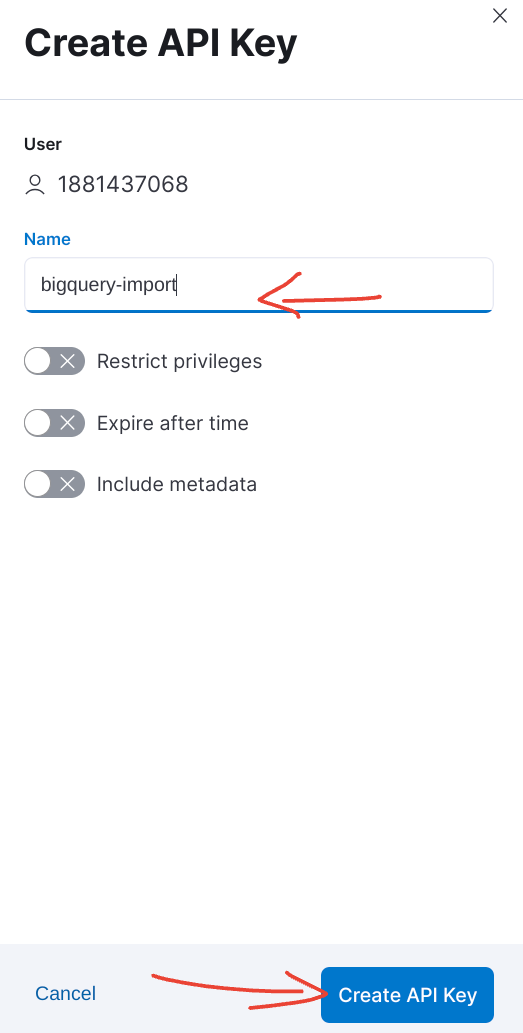 Create API Key
User
1881437068
Name
bigquery-import
Restrict privileges
Expire after time
Include metadata
Cancel
Create API Key